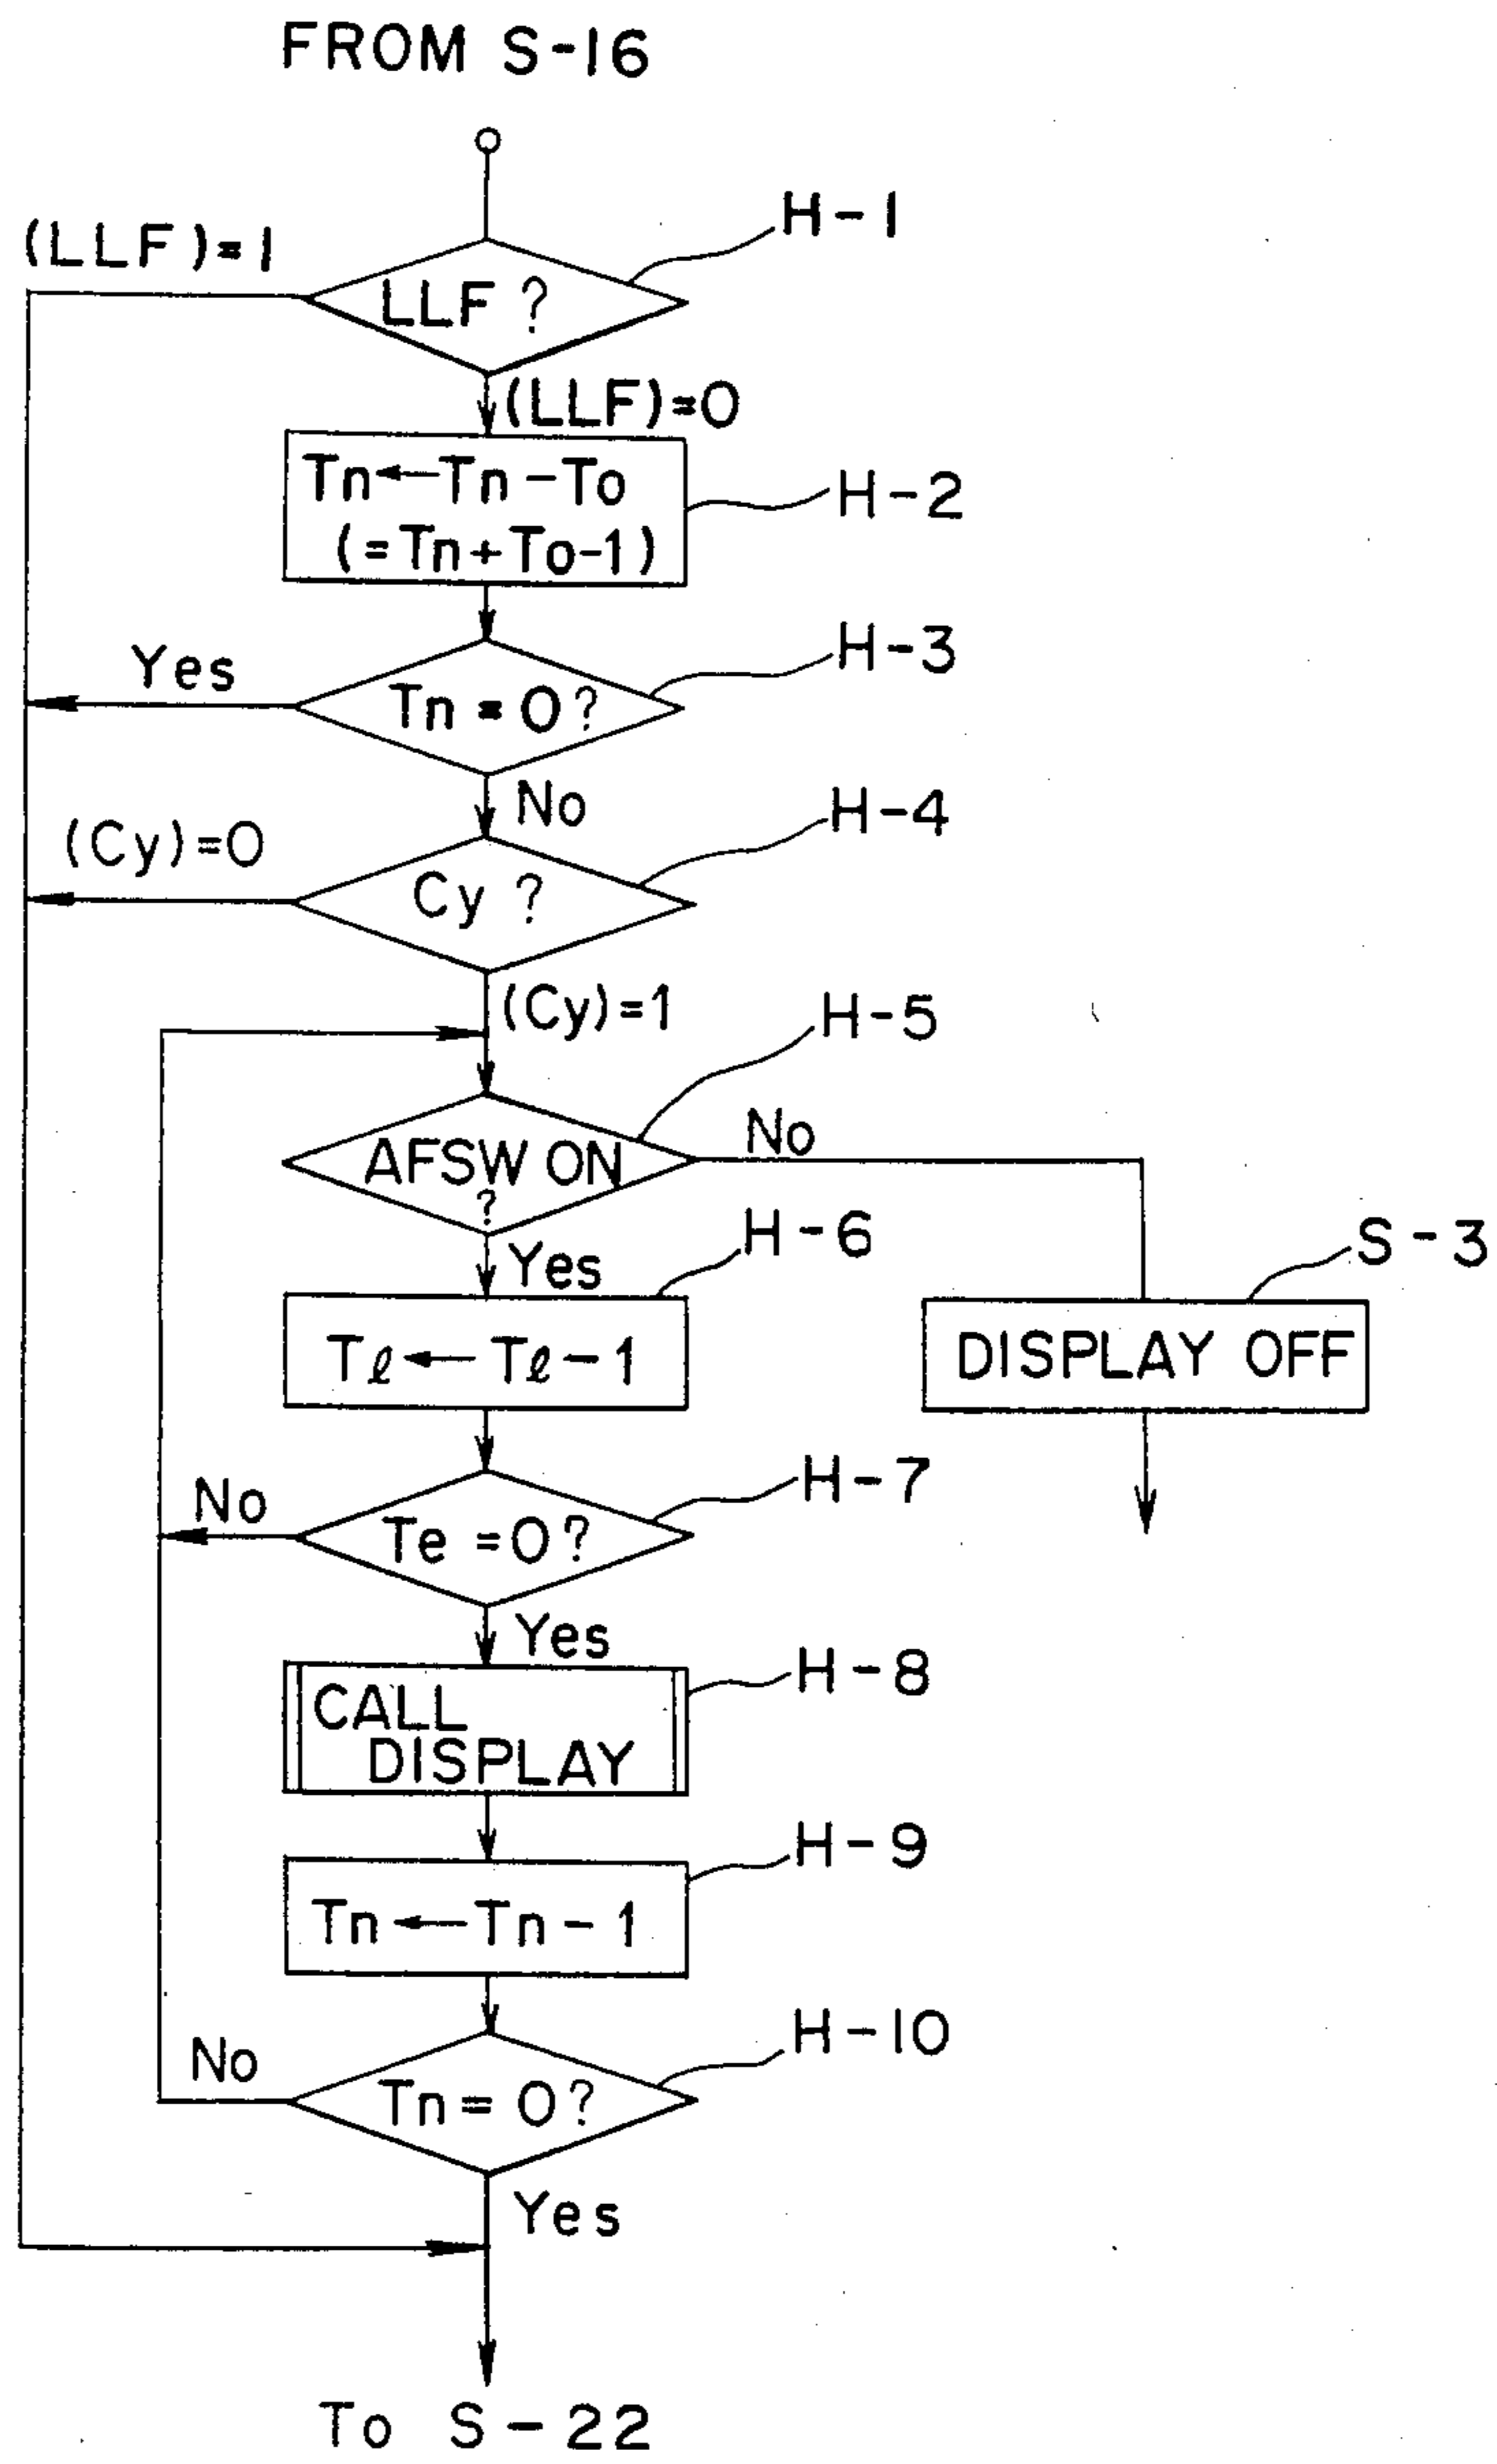 FROM S-16
H-1
(LLF)=1
LLF ?
(LLF)=0
Tn←Tn-To
(=Tn+To-1)
H-2
H-3
Yes
Tn=0?
No
H-4
(Cy)=0
Cy ?
(Cy)=1
H-5
AFSW ON
?
No
Yes
H-6
S-3
Tℓ←Tℓ-1
DISPLAY OFF
H-7
No
Te =0?
Yes
H-8
CALL
DISPLAY
H-9
Tn←Tn-1
H-10
No
Tn= 0?
Yes
To S-22